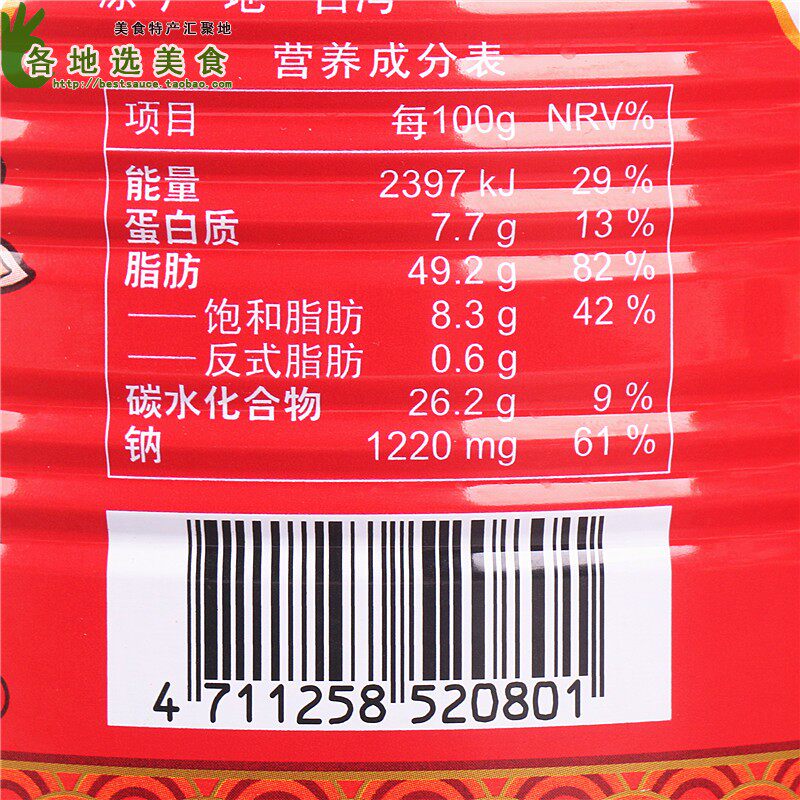 美食特产汇聚地
各地选美食
http://bestsauce.taobao.com
营养成分表
项目 每100g NRV%
能量 2397 kJ 29 %
蛋白质 7.7 g 13 %
脂肪 49.2 g 82 %
——饱和脂肪 8.3 g 42 %
——反式脂肪 0.6 g
碳水化合物 26.2 g 9 %
钠 1220 mg 61 %
4 711258 520801